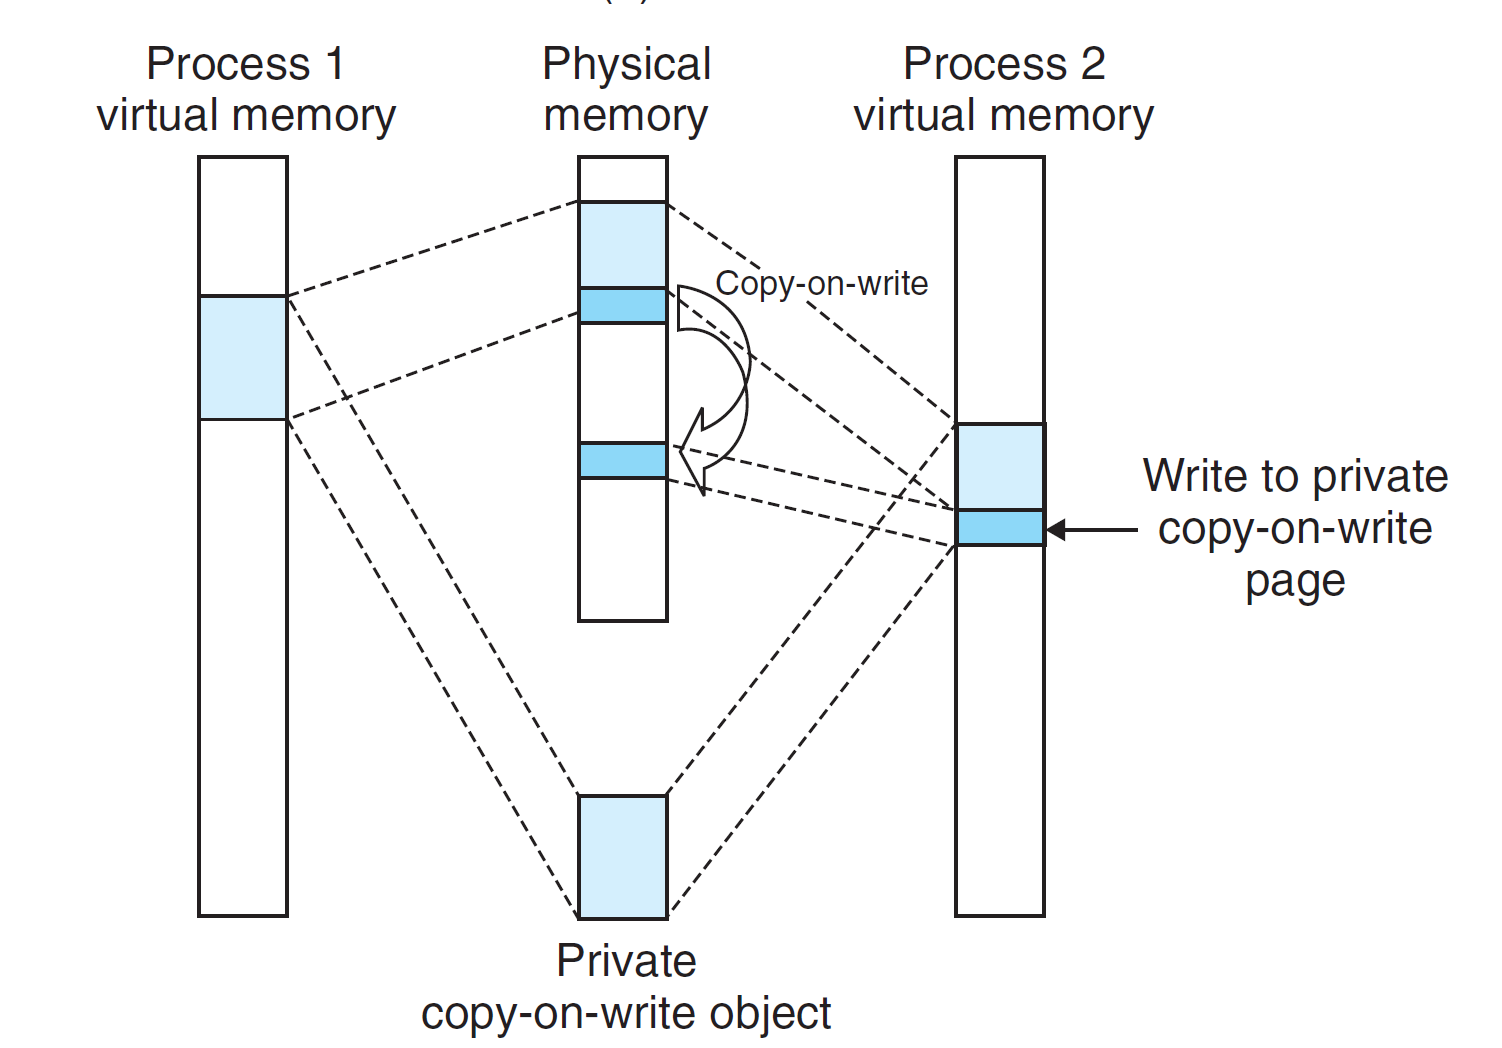 Process 1
virtual memory
Physical
memory
Process 2
virtual memory
Copy-on-write
Write to private
copy-on-write
page
Private
copy-on-write object